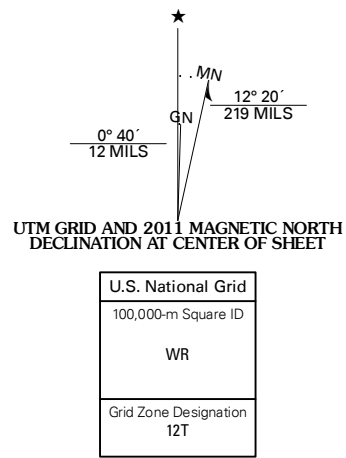 ★
MN
GN
12° 20´
219 MILS
0° 40´
12 MILS
UTM GRID AND 2011 MAGNETIC NORTH
DECLINATION AT CENTER OF SHEET
U.S. National Grid
100,000-m Square ID
WR
Grid Zone Designation
12T